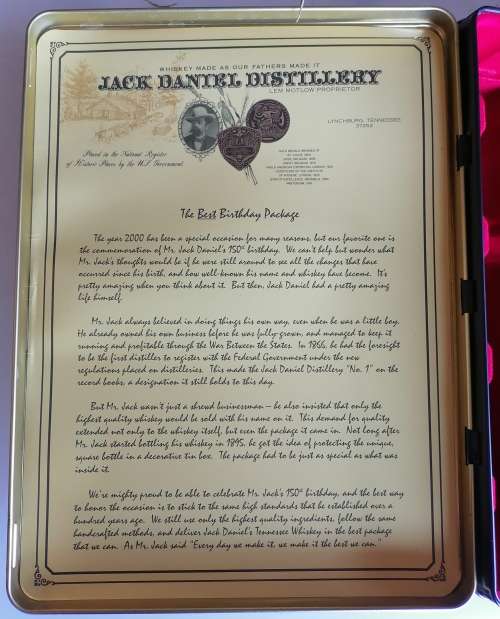 WHISKEY MADE AS OUR FATHERS MADE IT
JACK DANIEL DISTILLERY
LEM MOTLOW PROPRIETOR
LYNCHBURG, TENNESSEE
37352
Placed in the National Register
of Historic Places by the U.S. Government.
The Best Birthday Package
The year 2000 has been a special occasion for many reasons, but our favorite one is
the commemoration of Mr. Jack Daniel's 150th birthday. We can't help but wonder what
Mr. Jack's thoughts would be if he were still around to see all the changes that have
occurred since his birth, and how well-known his name and whiskey have become. It's
pretty amazing when you think about it. But then, Jack Daniel had a pretty amazing
life himself.
Mr. Jack always believed in doing things his own way, even when he was a little boy.
He already owned his own business before he was fully-grown, and managed to keep it
running and profitable through the War Between the States. In 1866, he had the foresight
to be the first distiller to register with the Federal Government under the new
regulations placed on distilleries. This made the Jack Daniel Distillery "No. 1" on the
record books, a designation it still holds to this day.
But Mr. Jack wasn't just a shrewd businessman – he also insisted that only the
highest quality whiskey would be sold with his name on it. This demand for quality
extended not only to the whiskey itself, but even the package it came in. Not long after
Mr. Jack started bottling his whiskey in 1895, he got the idea of protecting the unique,
square bottle in a decorative tin box. The package had to be just as special as what was
inside it.
We're mighty proud to be able to celebrate Mr. Jack's 150th birthday, and the best way
to honor the occasion is to stick to the same high standards that he established over a
hundred years ago. We still use only the highest quality ingredients, follow the same
handcrafted methods, and deliver Jack Daniel's Tennessee Whiskey in the best package
that we can. As Mr. Jack said "Every day we make it, we make it the best we can."